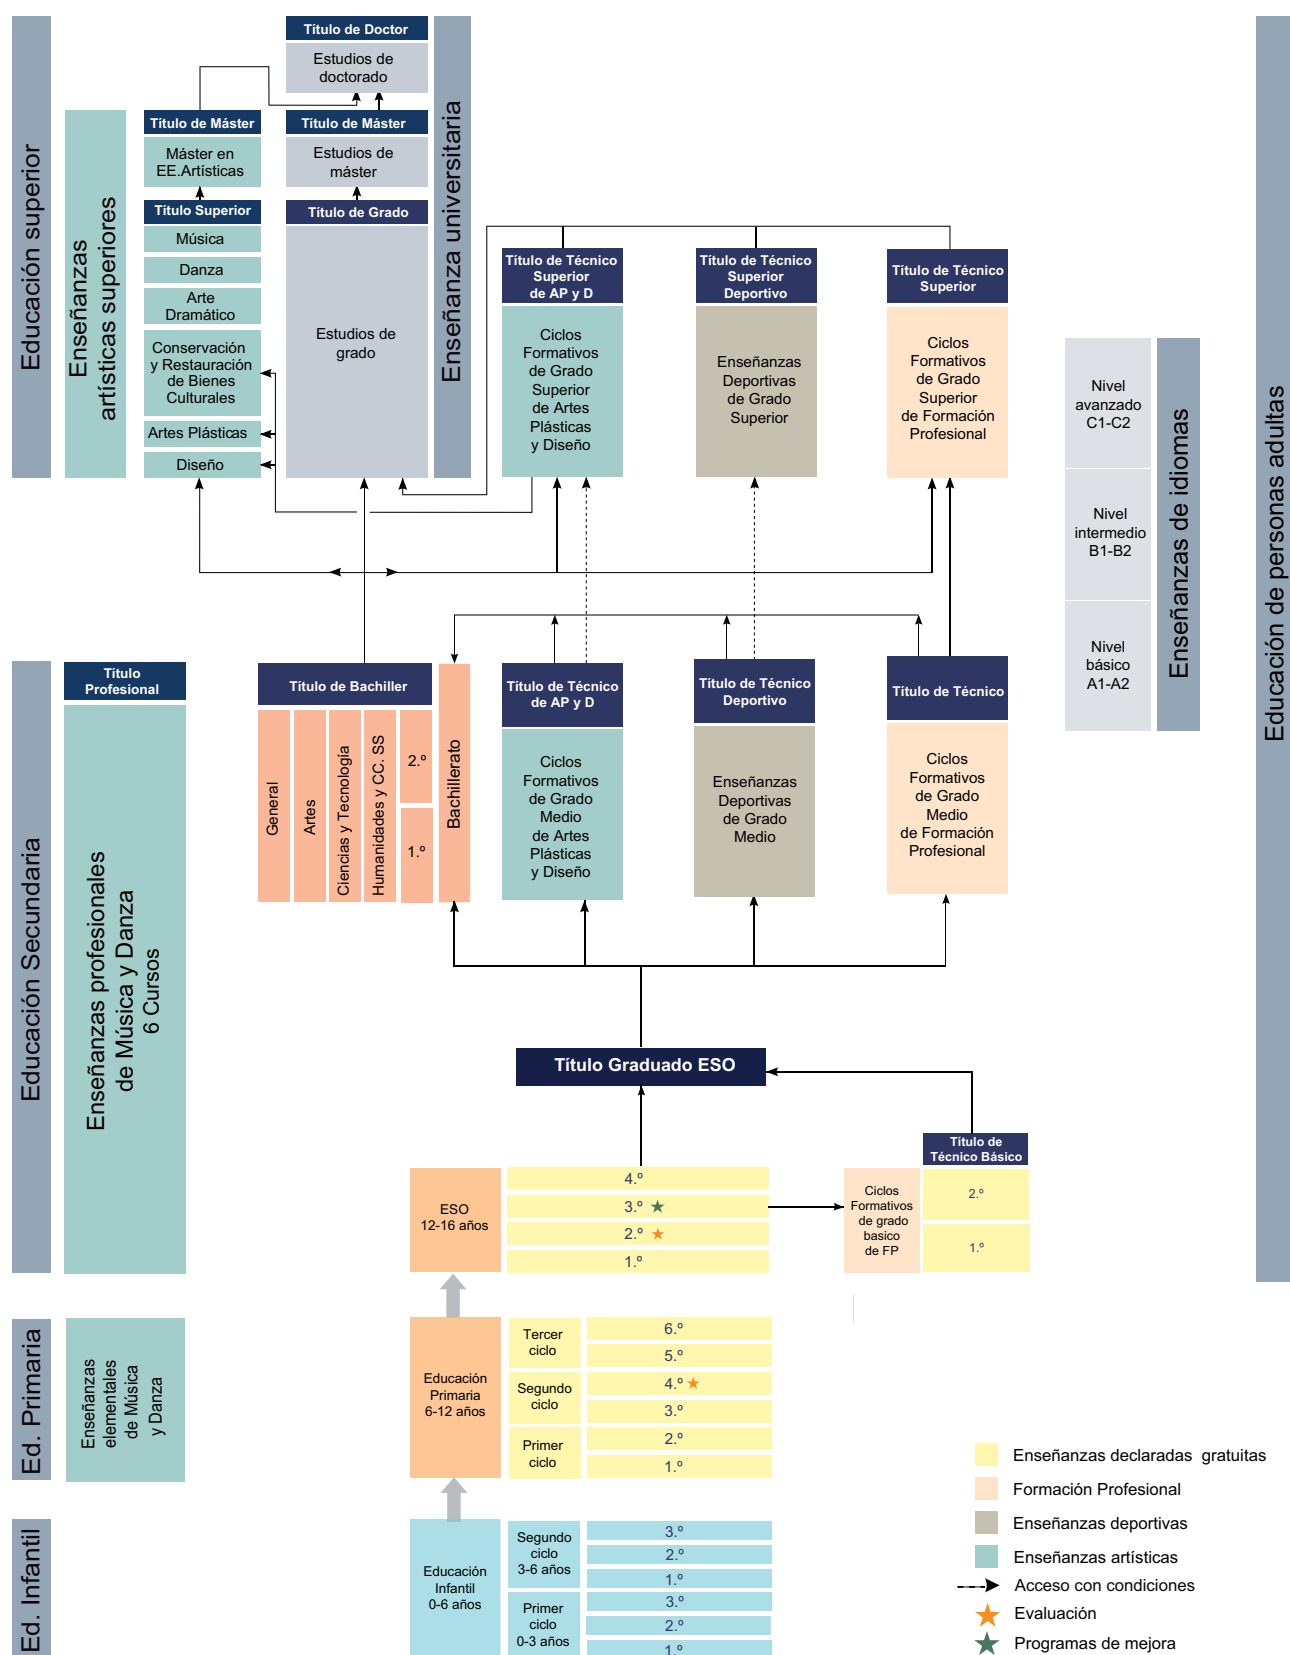 Educación superior
Enseñanzas
artísticas superiores
Título de Doctor
Estudios de
doctorado
Título de Máster
Máster en
EE.Artísticas
Título de Máster
Estudios de
máster
Título Superior
Música
Danza
Arte
Dramático
Conservación
y Restauración
de Bienes
Culturales
Artes Plásticas
Diseño
Título de Grado
Estudios de
grado
Enseñanza universitaria
Título de Técnico
Superior
de AP y D
Ciclos
Formativos
de Grado
Superior
de Artes
Plásticas
y Diseño
Título de Técnico
Superior
Deportivo
Enseñanzas
Deportivas
de Grado
Superior
Título de Técnico
Superior
Ciclos
Formativos
de Grado
Superior
de Formación
Profesional
Nivel
avanzado
C1-C2
Nivel
intermedio
B1-B2
Nivel
básico
A1-A2
Enseñanzas de idiomas
Educación de personas adultas
Educación Secundaria
Título
Profesional
Enseñanzas profesionales
de Música y Danza
6 Cursos
Título de Bachiller
General
Artes
Ciencias y Tecnología
Humanidades y CC. SS
2.º
1.º
Bachillerato
Título de Técnico
de AP y D
Ciclos
Formativos
de Grado
Medio
de Artes
Plásticas
y Diseño
Título de Técnico
Deportivo
Enseñanzas
Deportivas
de Grado
Medio
Título de Técnico
Ciclos
Formativos
de Grado
Medio
de Formación
Profesional
Título Graduado ESO
Título de
Técnico Básico
ESO
12-16 años
4.º
3.º
2.º
1.º
Ciclos
Formativos
de grado
basico
de FP
2.º
1.º
Ed. Primaria
Enseñanzas
elementales
de Música
y Danza
Educación
Primaria
6-12 años
Tercer
ciclo
6.º
5.º
Segundo
ciclo
4.º
3.º
Primer
ciclo
2.º
1.º
Ed. Infantil
Educación
Infantil
0-6 años
Segundo
ciclo
3-6 años
3.º
2.º
1.º
Primer
ciclo
0-3 años
3.º
2.º
1.º
Enseñanzas declaradas gratuitas
Formación Profesional
Enseñanzas deportivas
Enseñanzas artísticas
Acceso con condiciones
Evaluación
Programas de mejora